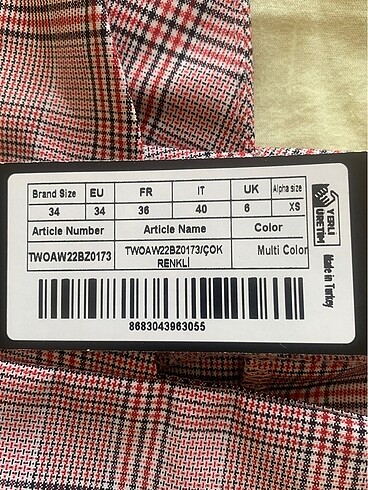 Brand Size EU FR IT UK Alpha size
34 34 36 40 6 XS
Article Number Article Name Color
TWOAW22BZ0173 TWOAW22BZ0173/ÇOK RENKLİ Multi Color
8683043963055
YERLİ
ÜRETİM
Made in Turkey